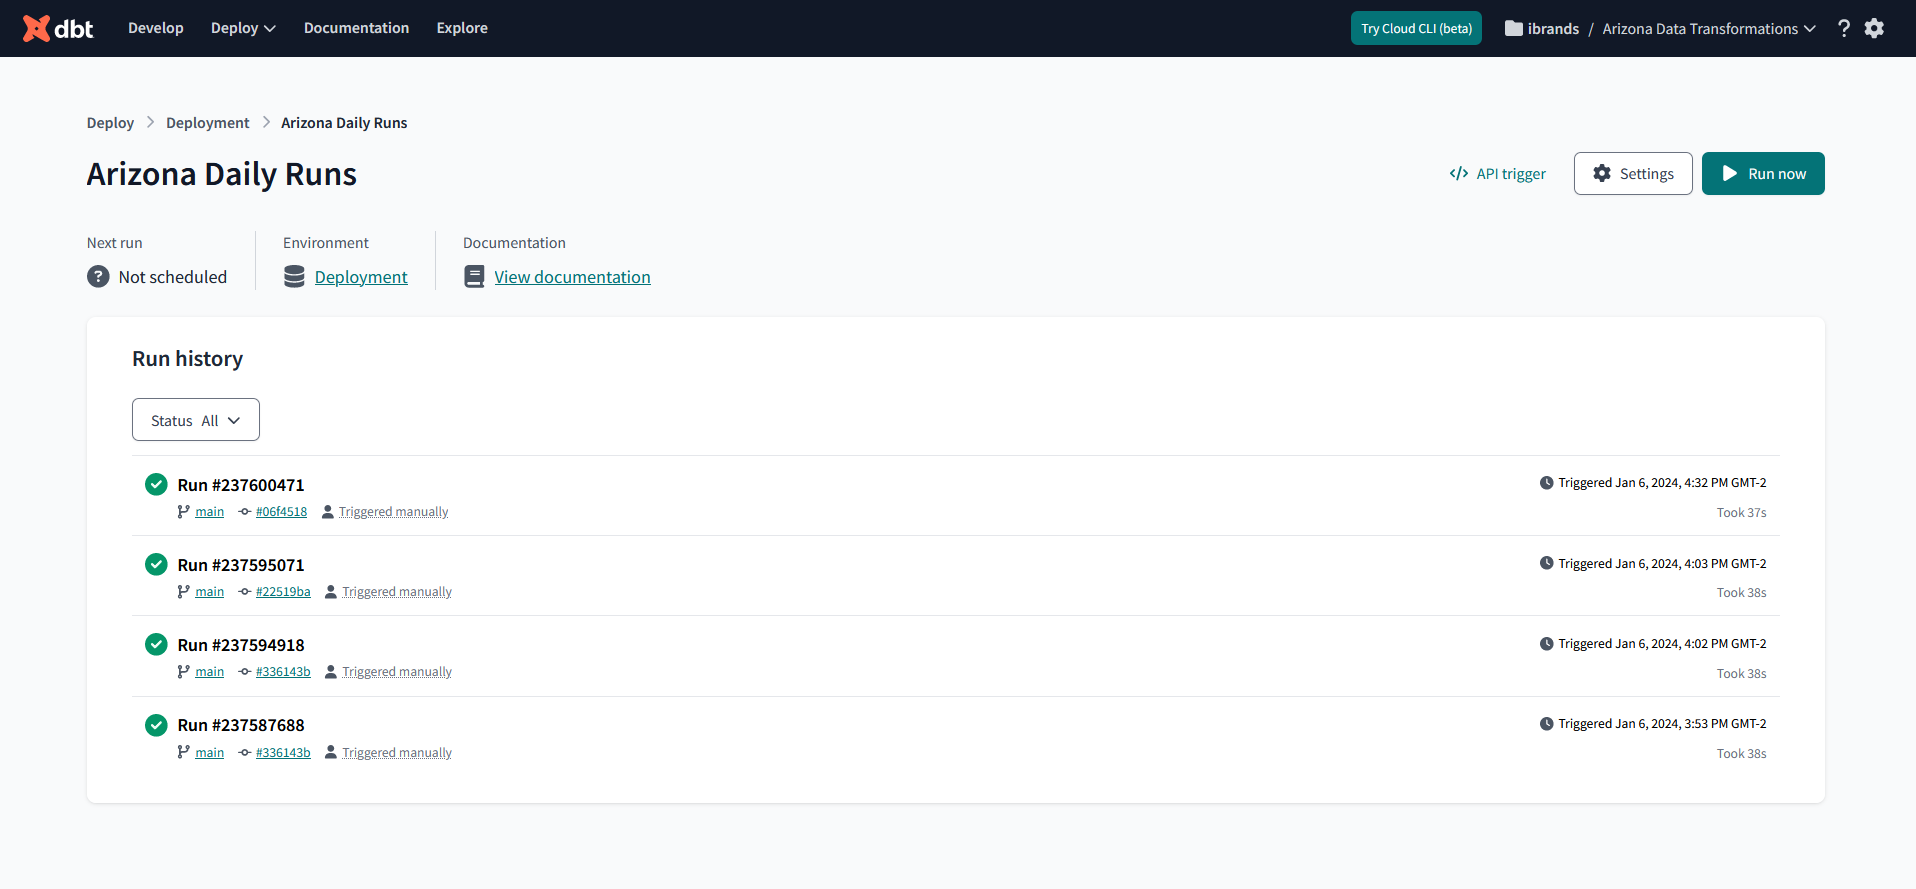 dbt Develop Deploy Documentation Explore Try Cloud CLI (beta) ibrands / Arizona Data Transformations ?
Deploy > Deployment > Arizona Daily Runs
Arizona Daily Runs
</> API trigger Settings Run now
Next run Environment Documentation
? Not scheduled Deployment View documentation
Run history
Status All
Run #237600471 Triggered Jan 6, 2024, 4:32 PM GMT-2
main #06f4518 Triggered manually Took 37s
Run #237595071 Triggered Jan 6, 2024, 4:03 PM GMT-2
main #22519ba Triggered manually Took 38s
Run #237594918 Triggered Jan 6, 2024, 4:02 PM GMT-2
main #336143b Triggered manually Took 38s
Run #237587688 Triggered Jan 6, 2024, 3:53 PM GMT-2
main #336143b Triggered manually Took 38s